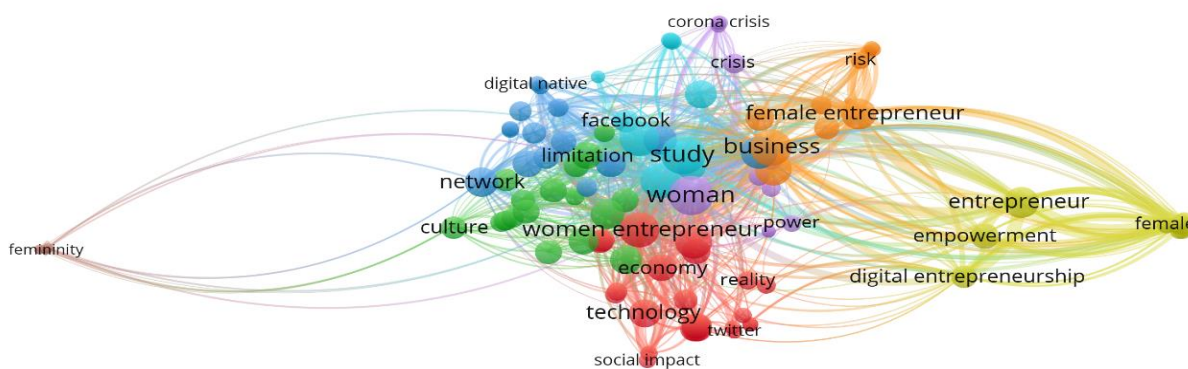 corona crisis
crisis
risk
digital native
female entrepreneur
facebook
business
limitation
study
network
woman
entrepreneur
culture
women entrepreneur
power
female
empowerment
femininity
economy
reality
digital entrepreneurship
technology
twitter
social impact